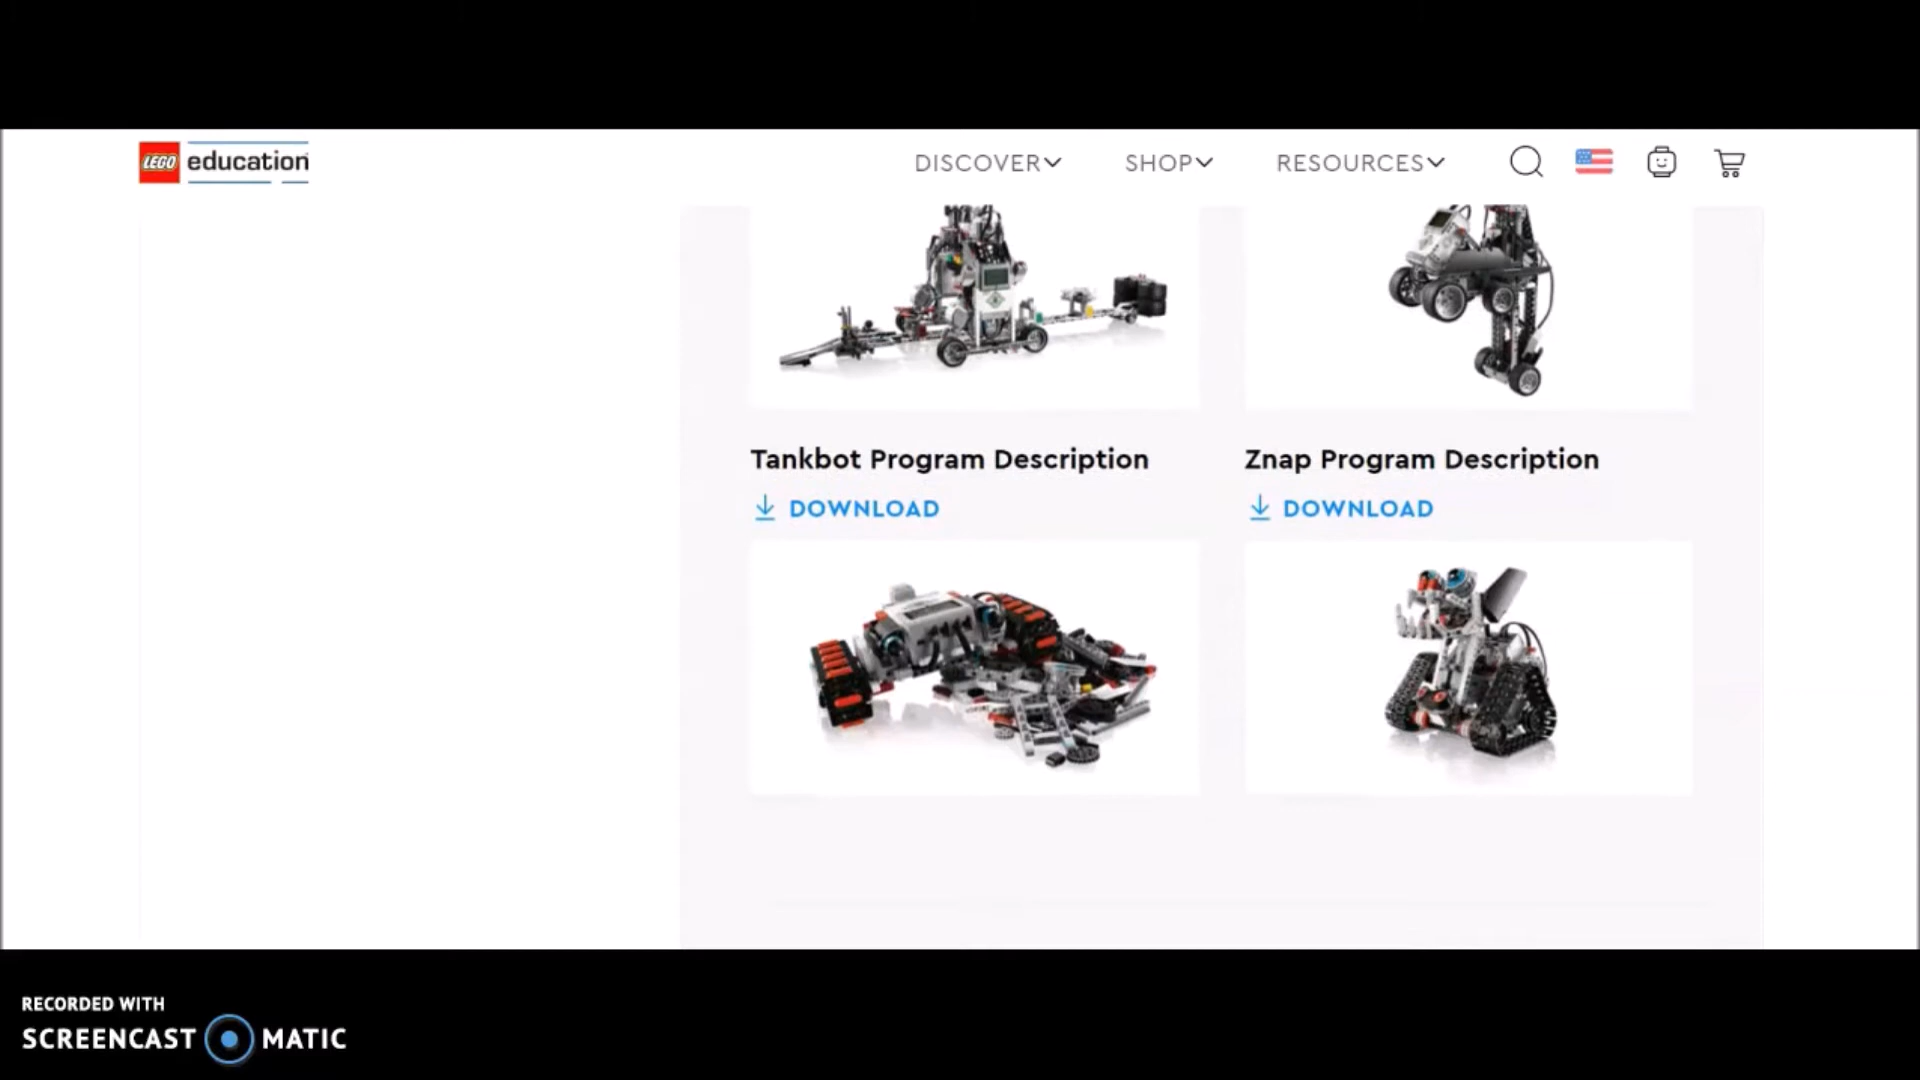 LEGO education
DISCOVER SHOP RESOURCES
Tankbot Program Description
DOWNLOAD
Znap Program Description
DOWNLOAD
RECORDED WITH
SCREENCAST MATIC